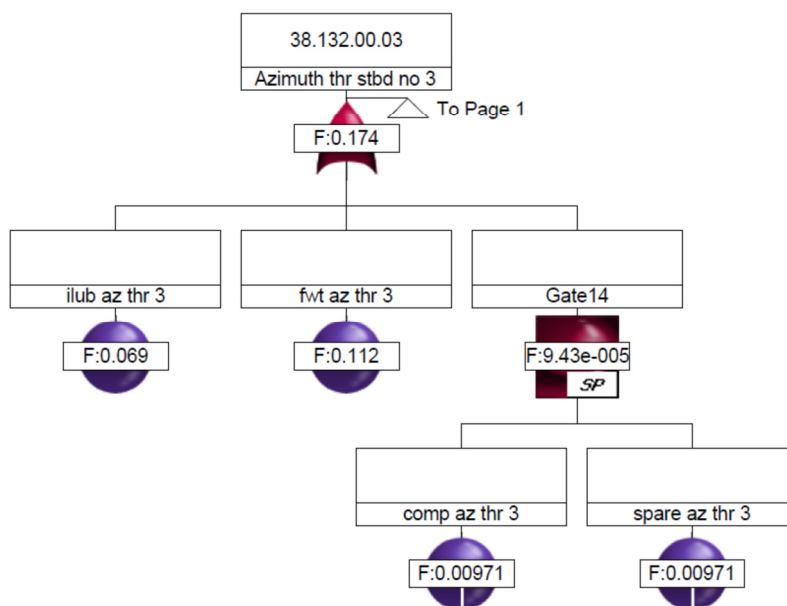 38.132.00.03
Azimuth thr stbd no 3
To Page 1
F:0.174
ilub az thr 3
fwt az thr 3
Gate14
F:0.069
F:0.112
F:9.43e-005
SP
comp az thr 3
spare az thr 3
F:0.00971
F:0.00971